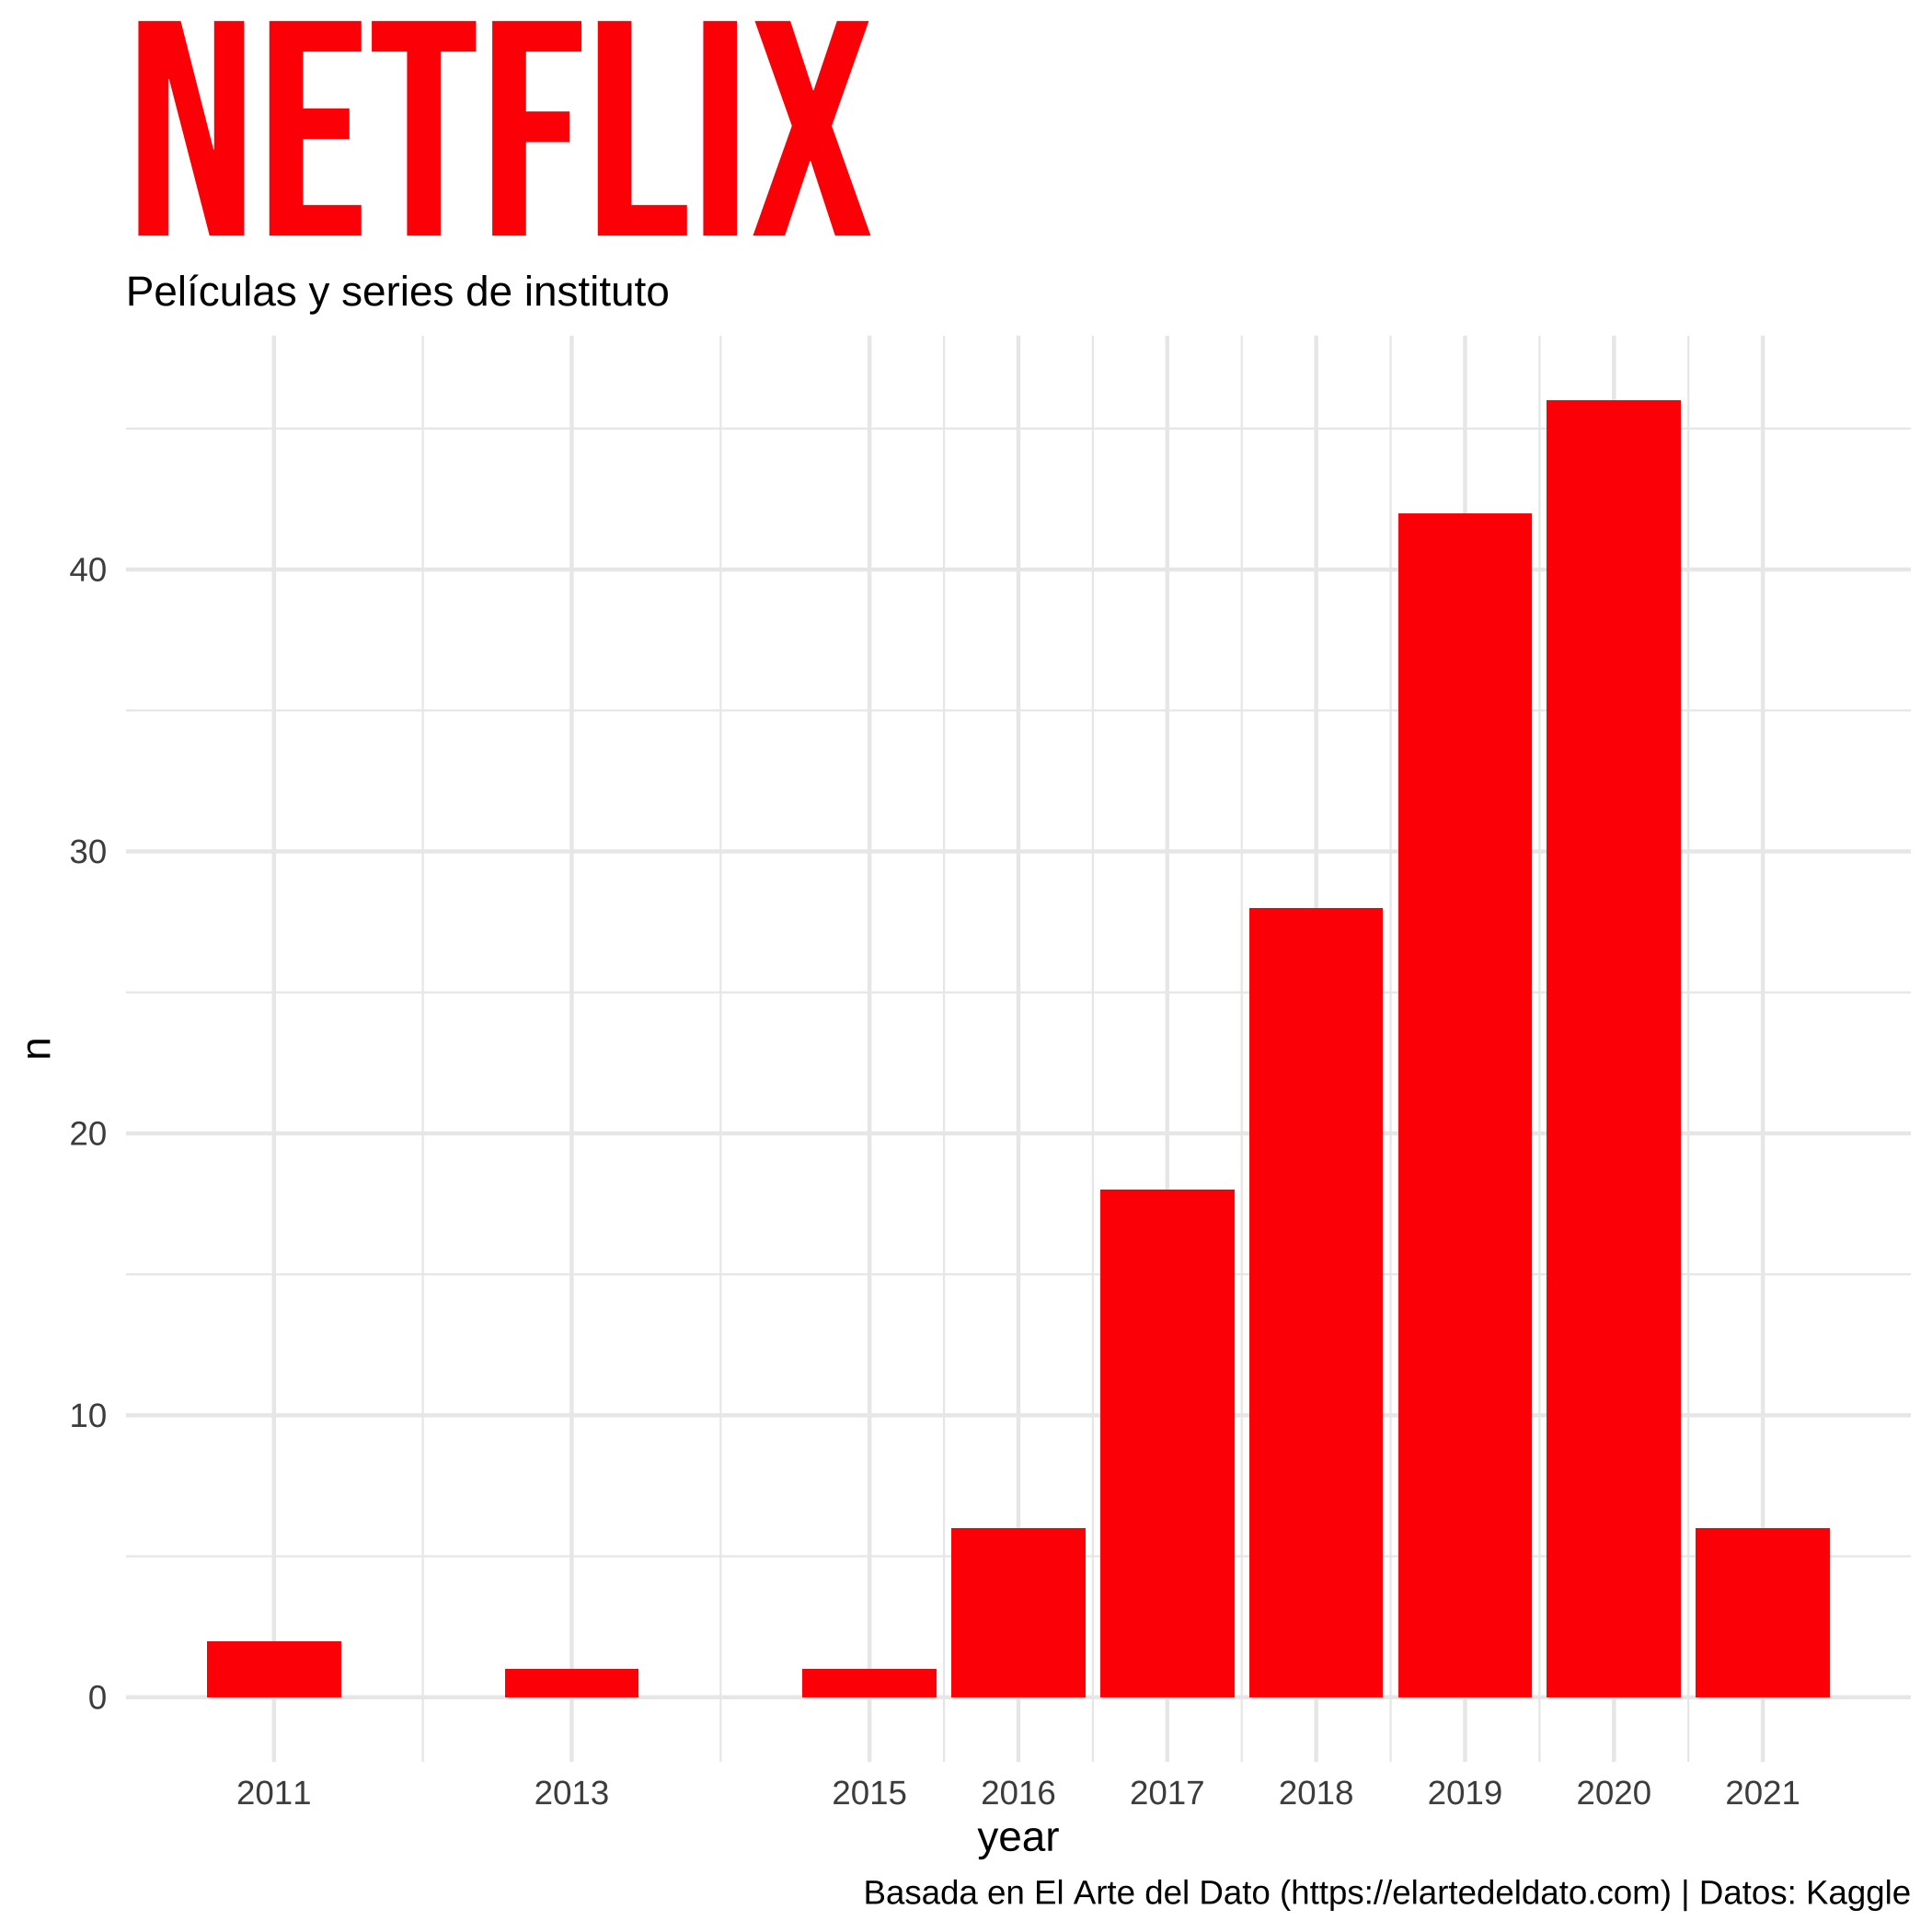 NETFLIX
Películas y series de instituto
40
30
20
10
0
n
2011 2013 2015 2016 2017 2018 2019 2020 2021
year
Basada en El Arte del Dato (https://elartedeldato.com) | Datos: Kaggle